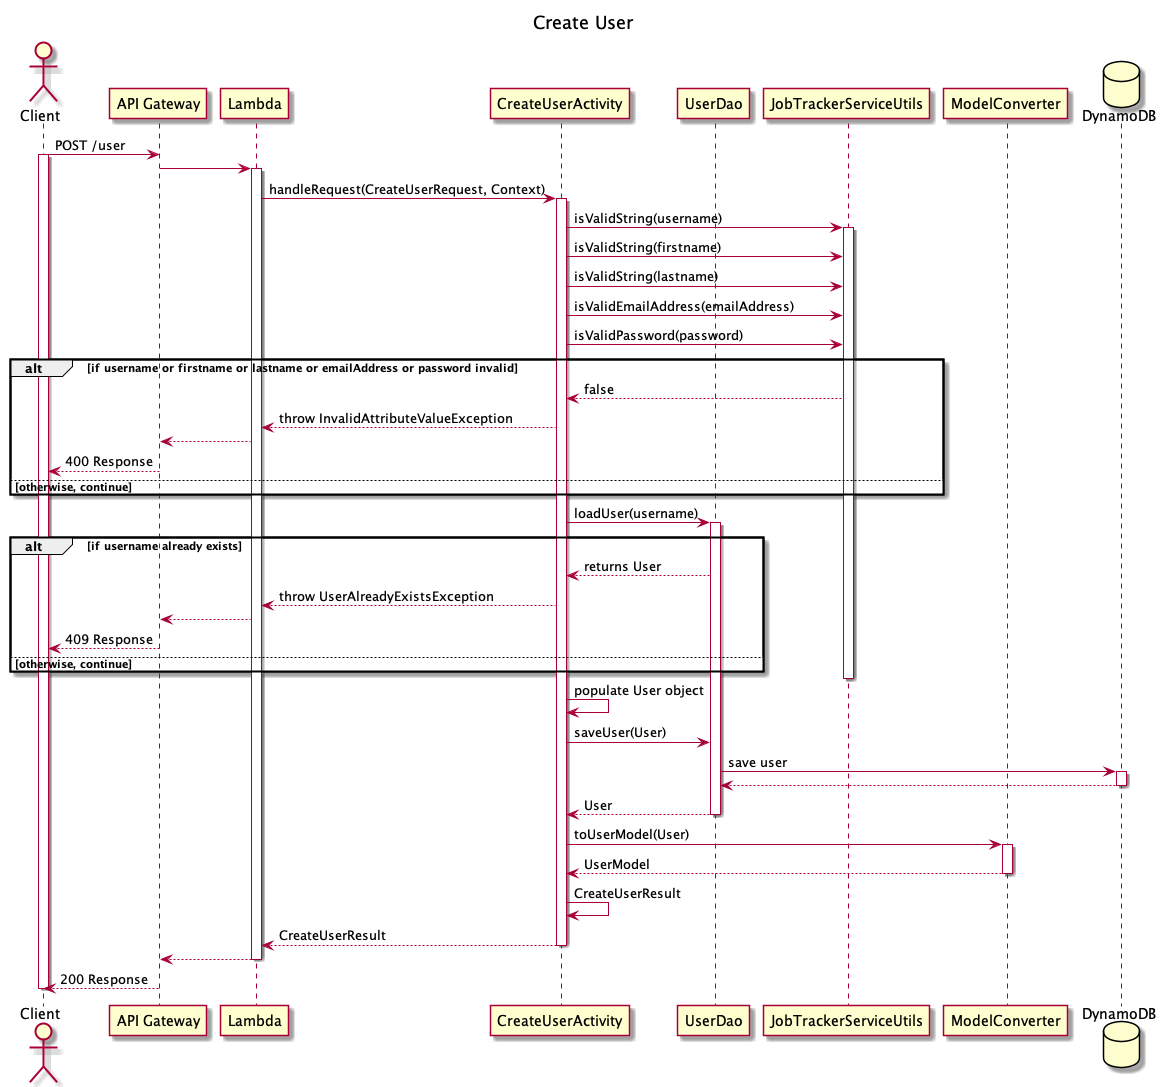 Create User
Client
API Gateway
Lambda
CreateUserActivity
UserDao
JobTrackerServiceUtils
ModelConverter
DynamoDB
POST /user
handleRequest(CreateUserRequest, Context)
isValidString(username)
isValidString(firstname)
isValidString(lastname)
isValidEmailAddress(emailAddress)
isValidPassword(password)
alt
[if username or firstname or lastname or emailAddress or password invalid]
false
throw InvalidAttributeValueException
400 Response
[otherwise, continue]
loadUser(username)
alt
[if username already exists]
returns User
throw UserAlreadyExistsException
409 Response
[otherwise, continue]
populate User object
saveUser(User)
save user
User
toUserModel(User)
UserModel
CreateUserResult
CreateUserResult
200 Response
Client
API Gateway
Lambda
CreateUserActivity
UserDao
JobTrackerServiceUtils
ModelConverter
DynamoDB